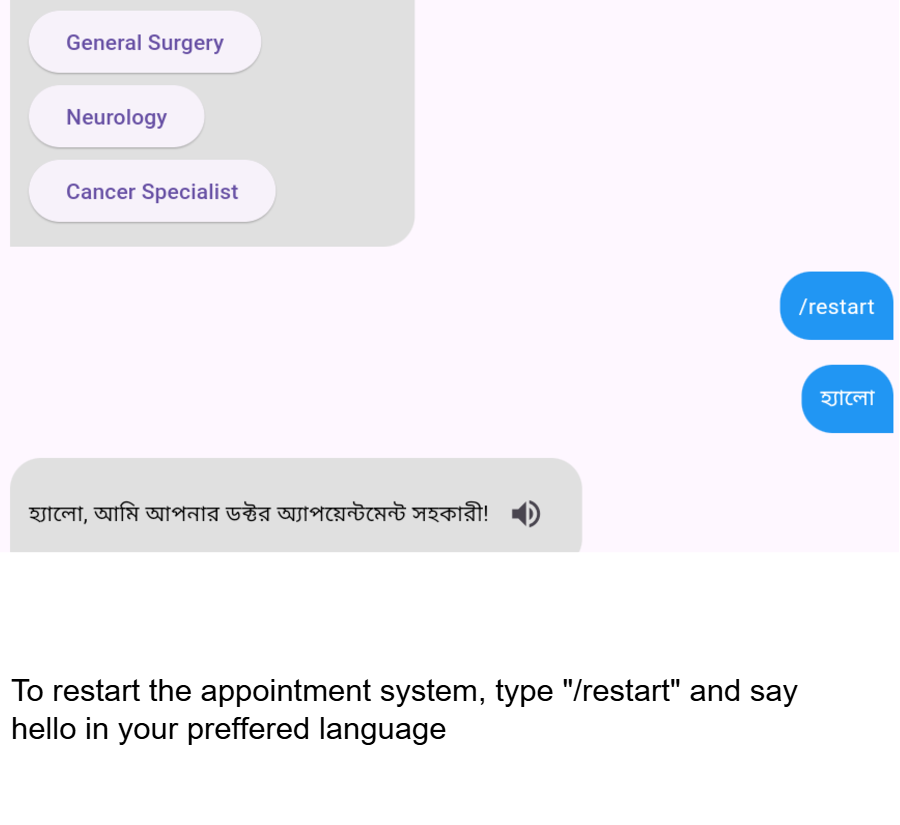 General Surgery
Neurology
Cancer Specialist
/restart
হ্যালো
হ্যালো, আমি আপনার ডক্টর অ্যাপয়েন্টমেন্ট সহকারী!
To restart the appointment system, type "/restart" and say
hello in your preffered language